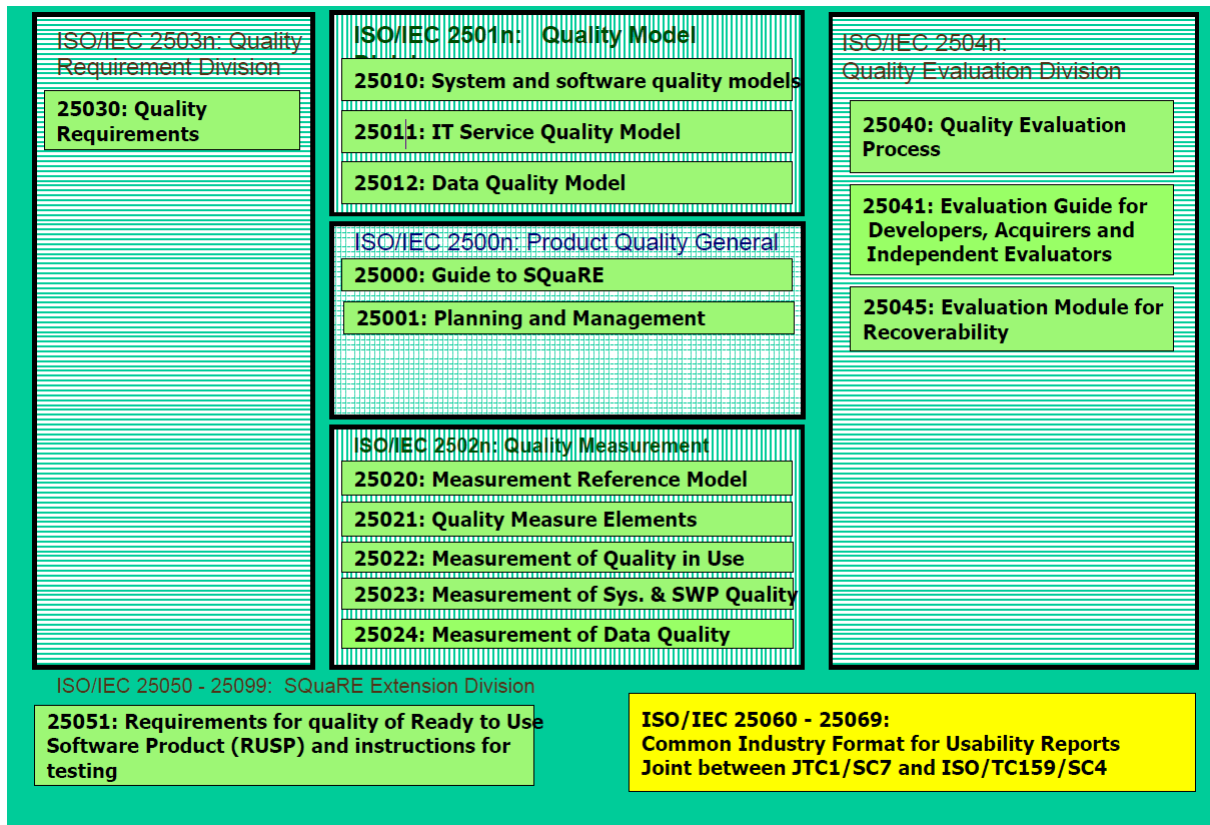 ISO/IEC 2503n: Quality
Requirement Division
25030: Quality
Requirements
ISO/IEC 2501n: Quality Model
25010: System and software quality models
25011: IT Service Quality Model
25012: Data Quality Model
ISO/IEC 2500n: Product Quality General
25000: Guide to SQuaRE
25001: Planning and Management
ISO/IEC 2502n: Quality Measurement
25020: Measurement Reference Model
25021: Quality Measure Elements
25022: Measurement of Quality in Use
25023: Measurement of Sys. & SWP Quality
25024: Measurement of Data Quality
ISO/IEC 2504n:
Quality Evaluation Division
25040: Quality Evaluation
Process
25041: Evaluation Guide for
Developers, Acquirers and
Independent Evaluators
25045: Evaluation Module for
Recoverability
ISO/IEC 25050 - 25099: SQuaRE Extension Division
25051: Requirements for quality of Ready to Use
Software Product (RUSP) and instructions for
testing
ISO/IEC 25060 - 25069:
Common Industry Format for Usability Reports
Joint between JTC1/SC7 and ISO/TC159/SC4